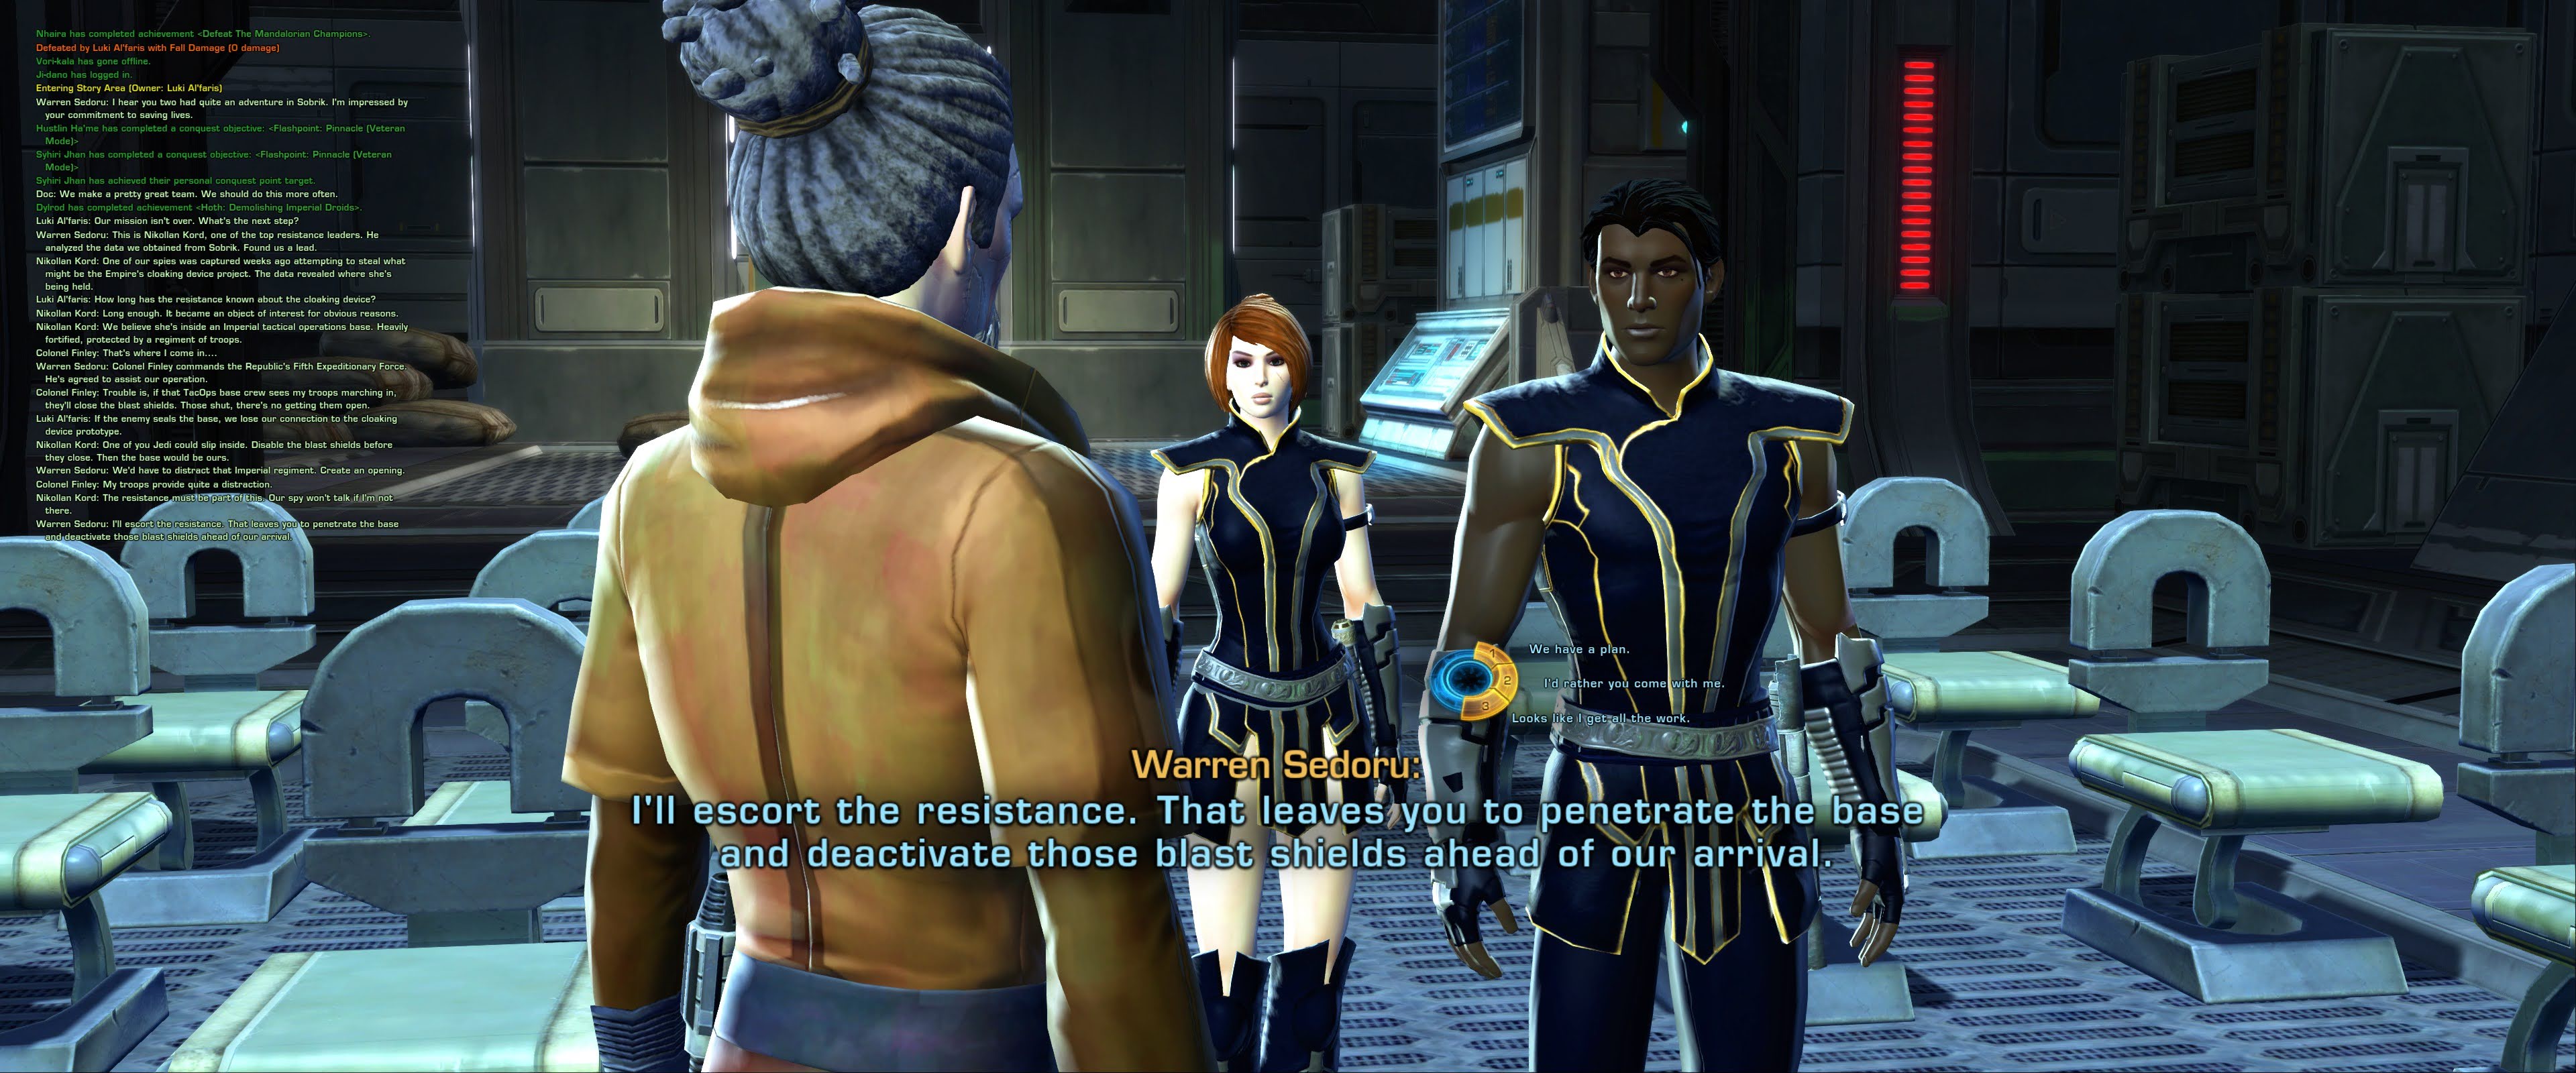 Nhaira has completed achievement <Defeat The Mandalorian Champions>.
Defeated by Luki Al'faris with Fall Damage (0 damage)
Vori-kala has gone offline.
Ji-dano has logged in.
Entering Story Area (Owner: Luki Al'faris)
Warren Sedoru: I hear you two had quite an adventure in Sobrik. I'm impressed by
your commitment to saving lives.
Hustlin Ha'me has completed a conquest objective: <Flashpoint: Pinnacle (Veteran
Mode)>
Syhiri Jhan has completed a conquest objective: <Flashpoint: Pinnacle (Veteran
Mode)>
Syhiri Jhan has achieved their personal conquest point target.
Doc: We make a pretty great team. We should do this more often.
Dylrod has completed achievement <Hoth: Demolishing Imperial Droids>.
Luki Al'faris: Our mission isn't over. What's the next step?
Warren Sedoru: This is Nikollan Kord, one of the top resistance leaders. He
analyzed the data we obtained from Sobrik. Found us a lead.
Nikollan Kord: One of our spies was captured weeks ago attempting to steal what
might be the Empire's cloaking device project. The data revealed where she's
being held.
Luki Al'faris: How long has the resistance known about the cloaking device?
Nikollan Kord: Long enough. It became an object of interest for obvious reasons.
Nikollan Kord: We believe she's inside an Imperial tactical operations base. Heavily
fortified, protected by a regiment of troops.
Colonel Finley: That's where I come in....
Warren Sedoru: Colonel Finley commands the Republic's Fifth Expeditionary Force.
He's agreed to assist our operation.
Colonel Finley: Trouble is, if that TacOps base crew sees my troops marching in,
they'll close the blast shields. Those shut, there's no getting them open.
Luki Al'faris: If the enemy seals the base, we lose our connection to the cloaking
device prototype.
Nikollan Kord: One of you Jedi could slip inside. Disable the blast shields before
they close. Then the base would be ours.
Warren Sedoru: We'd have to distract that Imperial regiment. Create an opening.
Colonel Finley: My troops provide quite a distraction.
Nikollan Kord: The resistance must be part of this. Our spy won't talk if I'm not
there.
Warren Sedoru: I'll escort the resistance. That leaves you to penetrate the base
and deactivate those blast shields ahead of our arrival.
1 We have a plan.
2 I'd rather you come with me.
3 Looks like I get all the work.
Warren Sedoru:
I'll escort the resistance. That leaves you to penetrate the base
and deactivate those blast shields ahead of our arrival.